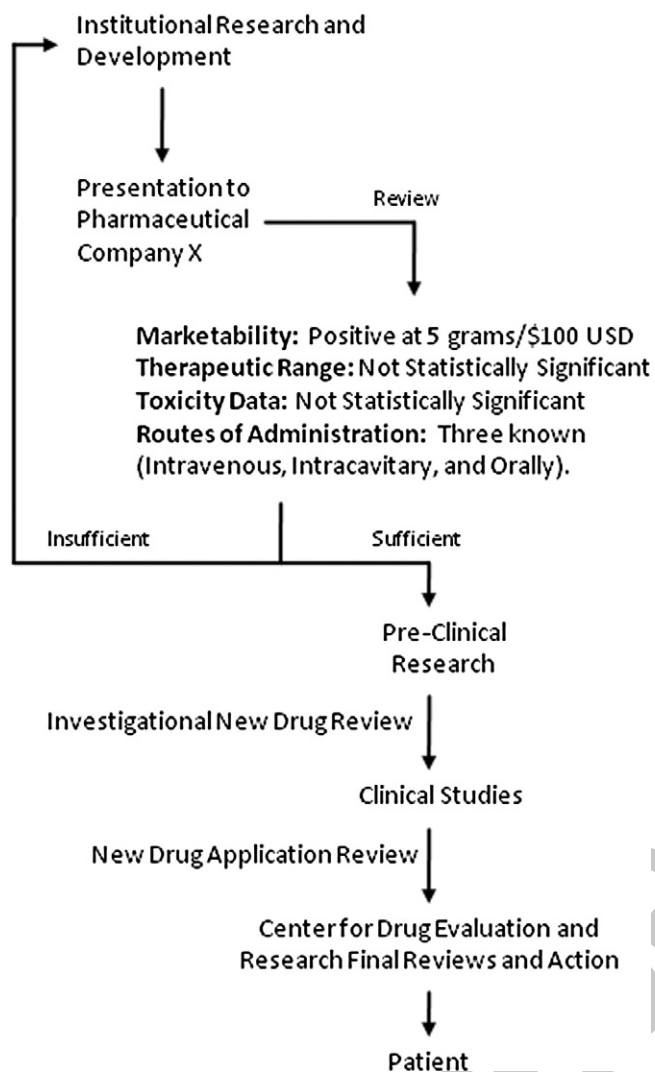 Institutional Research and
Development
Presentation to
Pharmaceutical
Company X
Review
Marketability: Positive at 5 grams/$100 USD
Therapeutic Range: Not Statistically Significant
Toxicity Data: Not Statistically Significant
Routes of Administration: Three known
(Intravenous, Intracavitary, and Orally).
Insufficient
Sufficient
Pre-Clinical
Research
Investigational New Drug Review
Clinical Studies
New Drug Application Review
Center for Drug Evaluation and
Research Final Reviews and Action
Patient